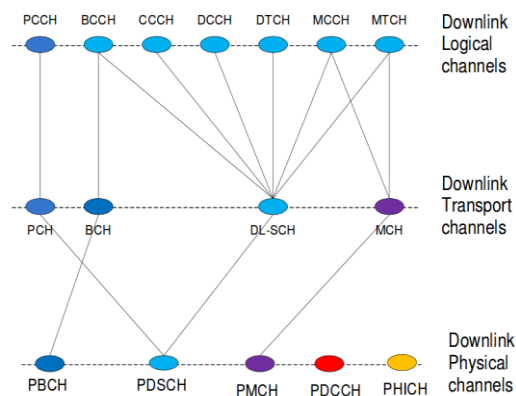 PCCH BCCH CCCH DCCH DTCH MCCH MTCH
Downlink
Logical
channels
PCH BCH DL-SCH MCH
Downlink
Transport
channels
PBCH PDSCH PMCH PDCCH PHICH
Downlink
Physical
channels